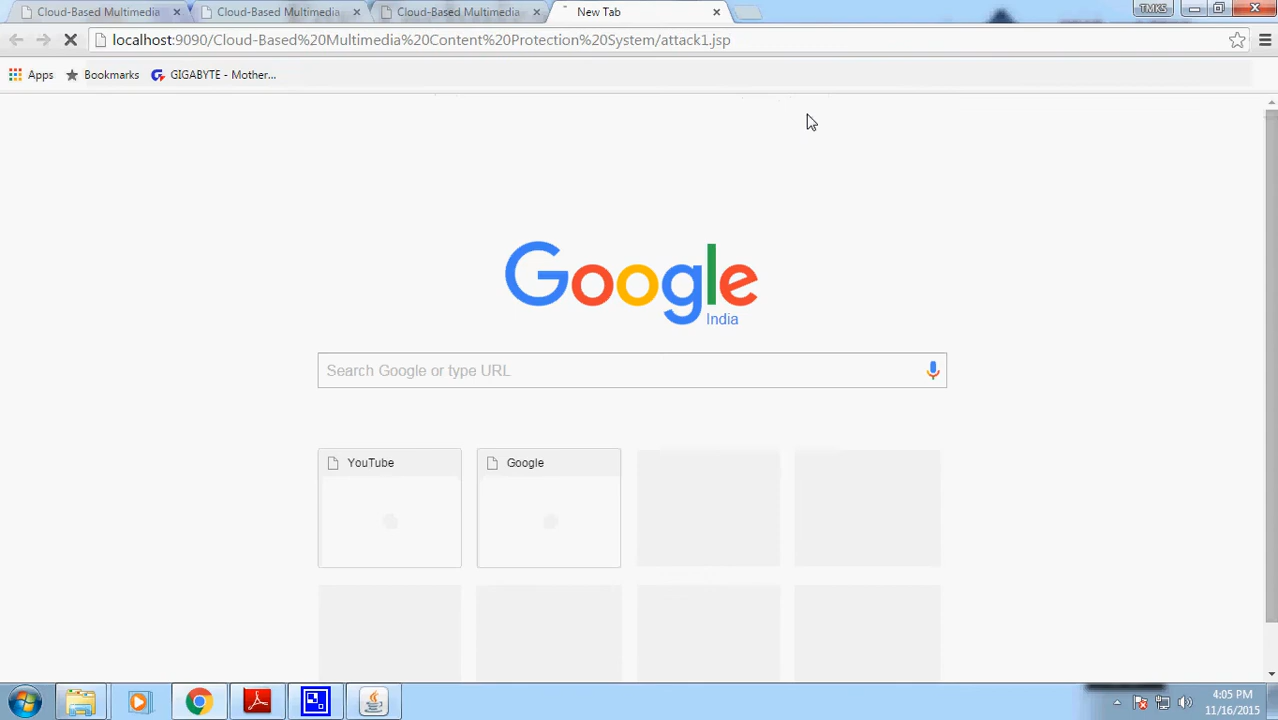 Cloud-Based Multimedia
Cloud-Based Multimedia
Cloud-Based Multimedia
New Tab
TMKS
localhost:9090/Cloud-Based%20Multimedia%20Content%20Protection%20System/attack1.jsp
Apps
Bookmarks
GIGABYTE - Mother...
Google
India
Search Google or type URL
YouTube
Google
4:05 PM
11/16/2015